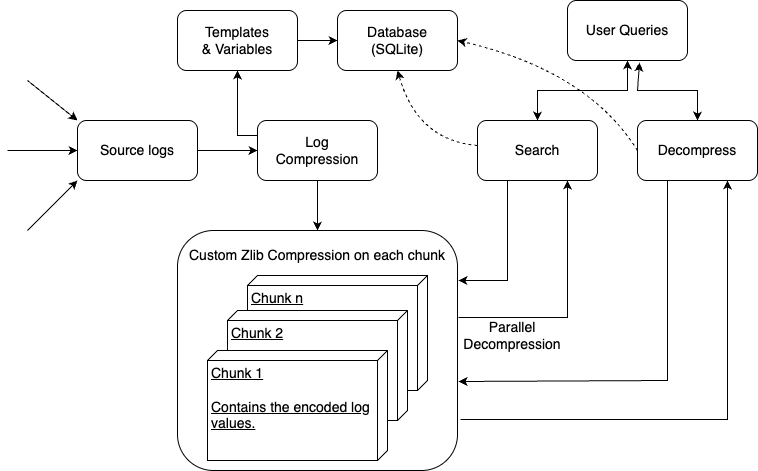 Templates
& Variables
Database
(SQLite)
User Queries
Source logs
Log
Compression
Search
Decompress
Custom Zlib Compression on each chunk
Chunk n
Chunk 2
Chunk 1
Contains the encoded log
values.
Parallel
Decompression